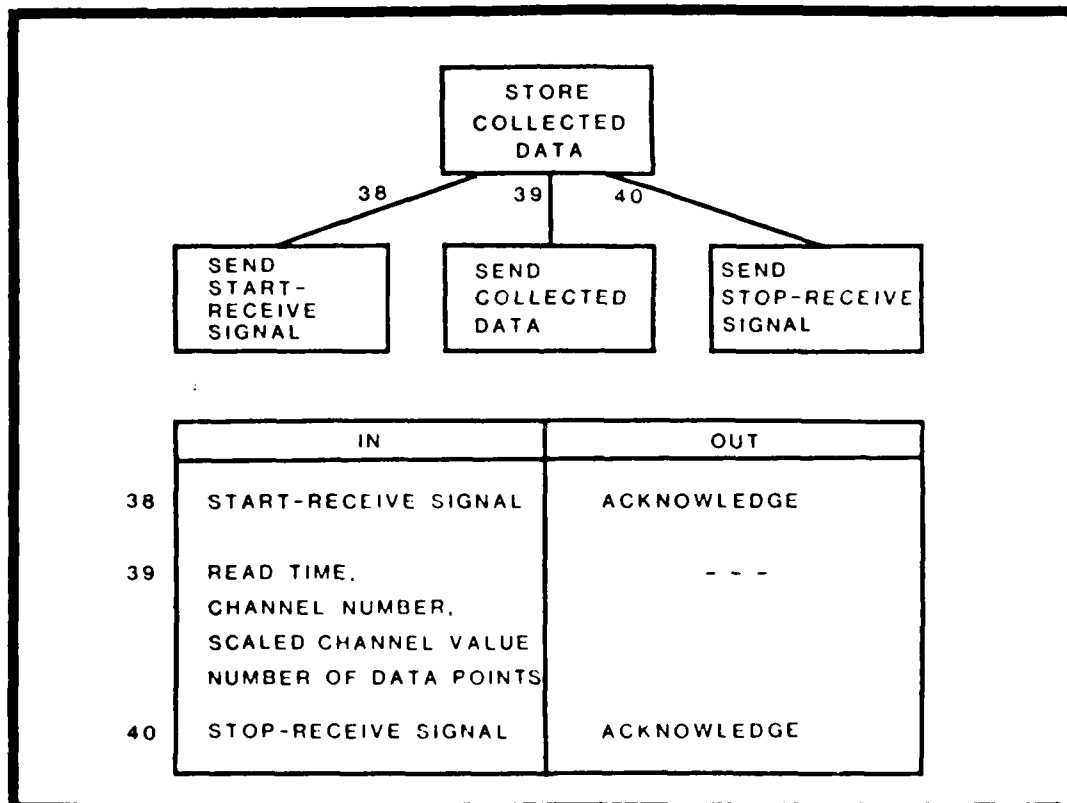 STORE
COLLECTED
DATA
38
39
40
SEND
START-
RECEIVE
SIGNAL
SEND
COLLECTED
DATA
SEND
STOP-RECEIVE
SIGNAL
IN OUT
38 START-RECEIVE SIGNAL ACKNOWLEDGE
39 READ TIME, - - -
CHANNEL NUMBER,
SCALED CHANNEL VALUE
NUMBER OF DATA POINTS
40 STOP-RECEIVE SIGNAL ACKNOWLEDGE